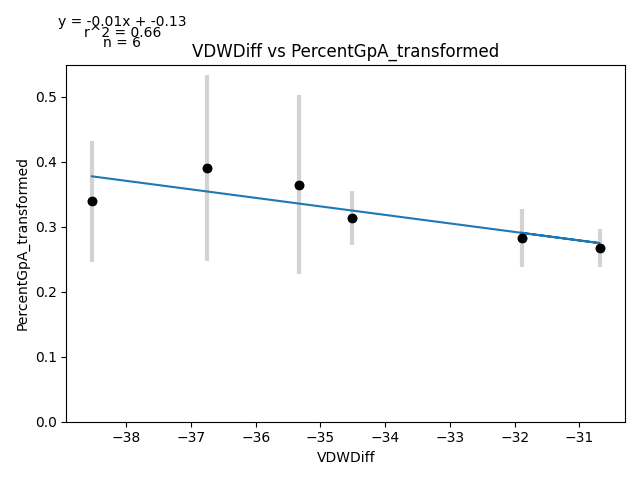 y = -0.01x + -0.13
r^2 = 0.66
n = 6
VDWDiff vs PercentGpA_transformed
PercentGpA_transformed
0.5
0.4
0.3
0.2
0.1
0.0
−38 −37 −36 −35 −34 −33 −32 −31
VDWDiff